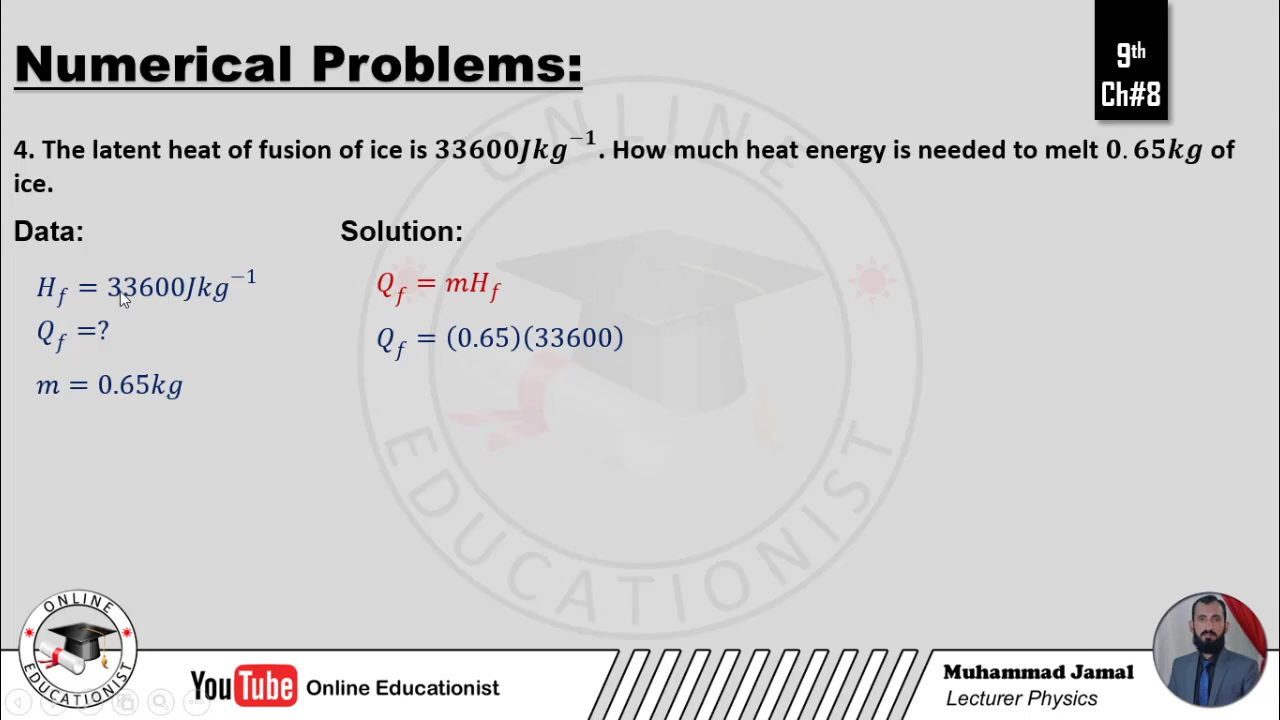 Numerical Problems:
9th
Ch#8
4. The latent heat of fusion of ice is 33600Jkg⁻¹. How much heat energy is needed to melt 0.65kg of
ice.
Data:
Solution:
H_f = 33600Jkg⁻¹
Q_f =?
m = 0.65kg
Q_f = mH_f
Q_f = (0.65)(33600)
ONLINE
EDUCATIONIST
ONLINE
EDUCATIONIST
YouTube Online Educationist
Muhammad Jamal
Lecturer Physics